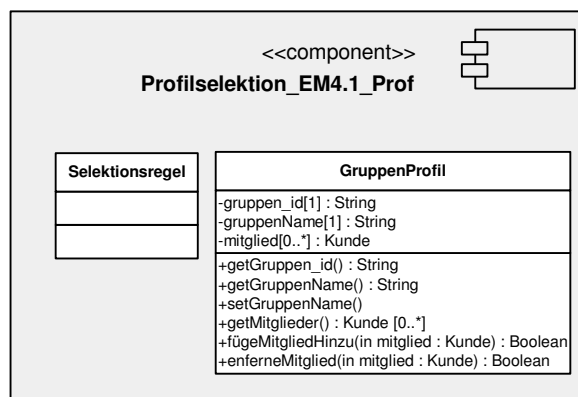 <<component>>
Profilselektion_EM4.1_Prof
Selektionsregel
GruppenProfil
-gruppen_id[1] : String
-gruppenName[1] : String
-mitglied[0..*] : Kunde
+getGruppen_id() : String
+getGruppenName() : String
+setGruppenName()
+getMitglieder() : Kunde [0..*]
+fügeMitgliedHinzu(in mitglied : Kunde) : Boolean
+enferneMitglied(in mitglied : Kunde) : Boolean